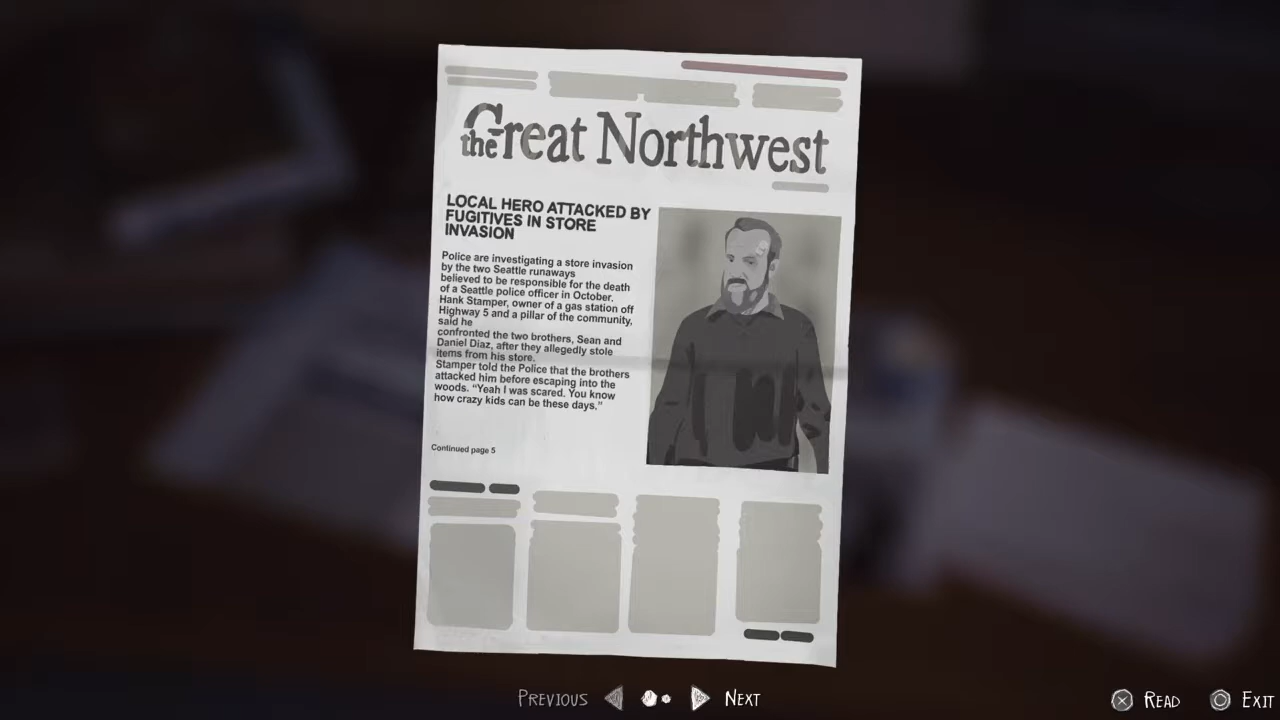 the Great Northwest
LOCAL HERO ATTACKED BY
FUGITIVES IN STORE
INVASION
Police are investigating a store invasion
by the two Seattle runaways
believed to be responsible for the death
of a Seattle police officer in October.
Hank Stamper, owner of a gas station off
Highway 5 and a pillar of the community,
said he
confronted the two brothers, Sean and
Daniel Diaz, after they allegedly stole
items from his store.
Stamper told the Police that the brothers
attacked him before escaping into the
woods. “Yeah I was scared. You know
how crazy kids can be these days.”
Continued page 5
PREVIOUS
NEXT
READ
EXIT